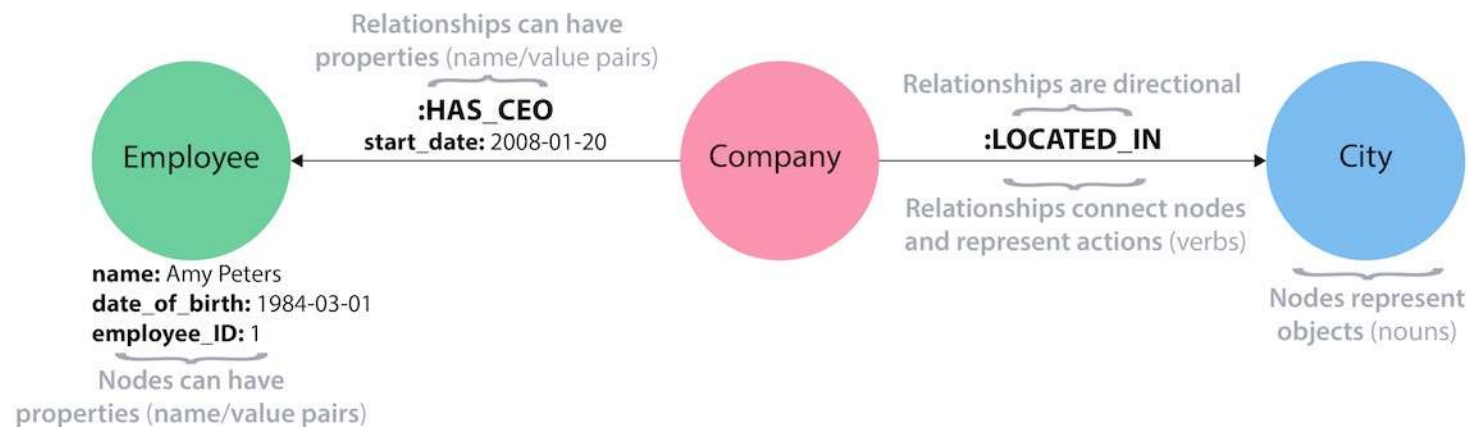 Relationships can have
properties (name/value pairs)
:HAS_CEO
start_date: 2008-01-20
Employee
name: Amy Peters
date_of_birth: 1984-03-01
employee_ID: 1
Nodes can have
properties (name/value pairs)
Company
Relationships are directional
:LOCATED_IN
Relationships connect nodes
and represent actions (verbs)
City
Nodes represent
objects (nouns)